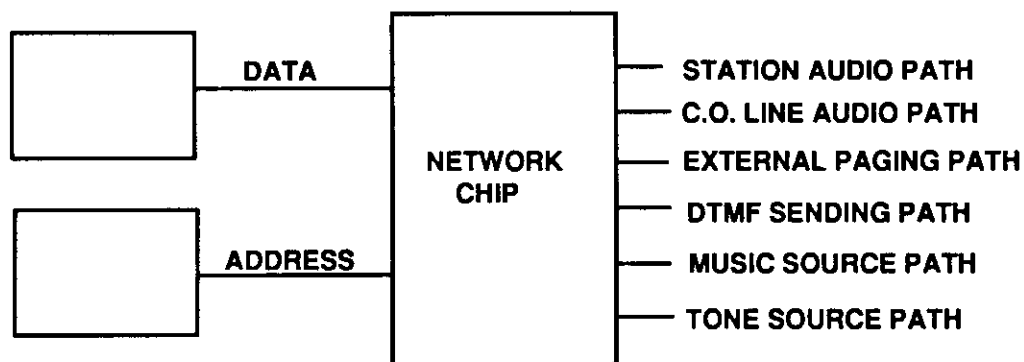 DATA
ADDRESS
NETWORK
CHIP
STATION AUDIO PATH
C.O. LINE AUDIO PATH
EXTERNAL PAGING PATH
DTMF SENDING PATH
MUSIC SOURCE PATH
TONE SOURCE PATH